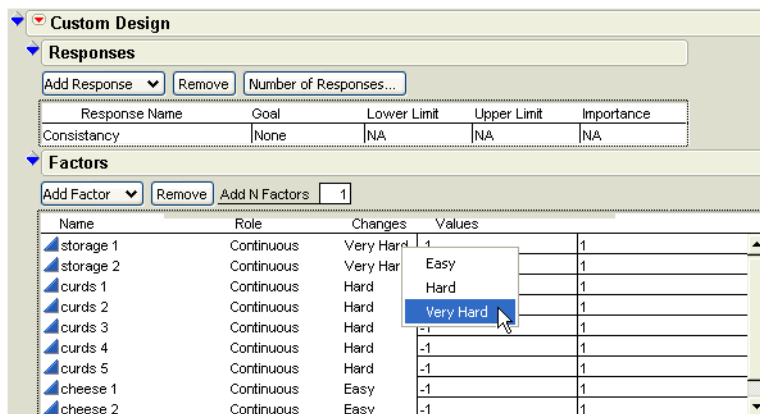 Custom Design
Responses
Add Response Remove Number of Responses...
Response Name Goal Lower Limit Upper Limit Importance
Consistancy None NA NA NA
Factors
Add Factor Remove Add N Factors 1
Name Role Changes Values
storage 1 Continuous Very Hard -1 1
storage 2 Continuous Very Har 1
curds 1 Continuous Hard 1
curds 2 Continuous Hard 1
curds 3 Continuous Hard -1 1
curds 4 Continuous Hard -1 1
curds 5 Continuous Hard -1 1
cheese 1 Continuous Easy -1 1
cheese 2 Continuous Easy -1 1
Easy
Hard
Very Hard